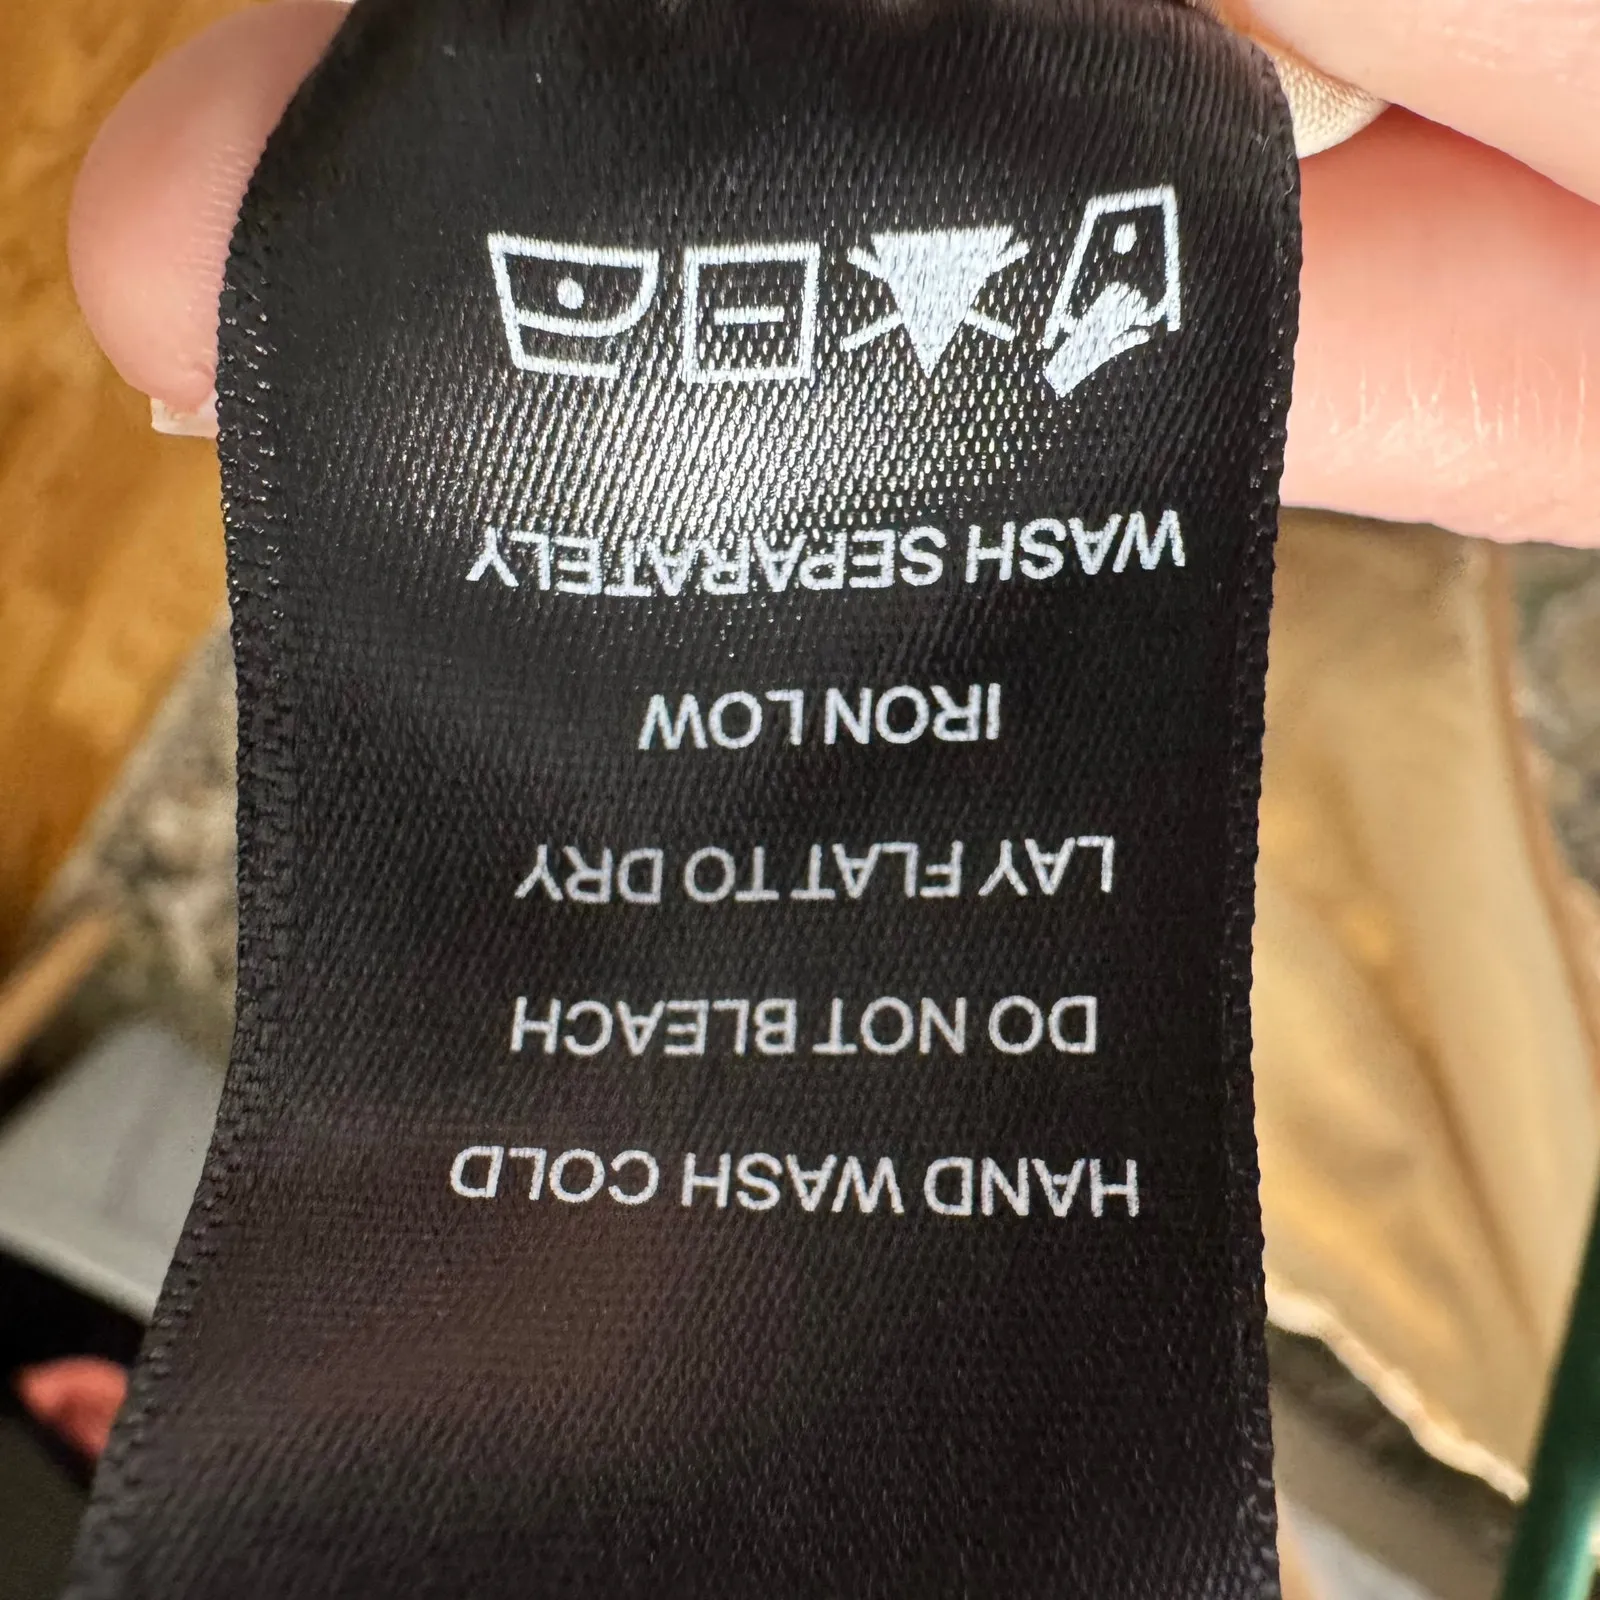 HAND WASH COLD
DO NOT BLEACH
LAY FLAT TO DRY
IRON LOW
WASH SEPARATELY